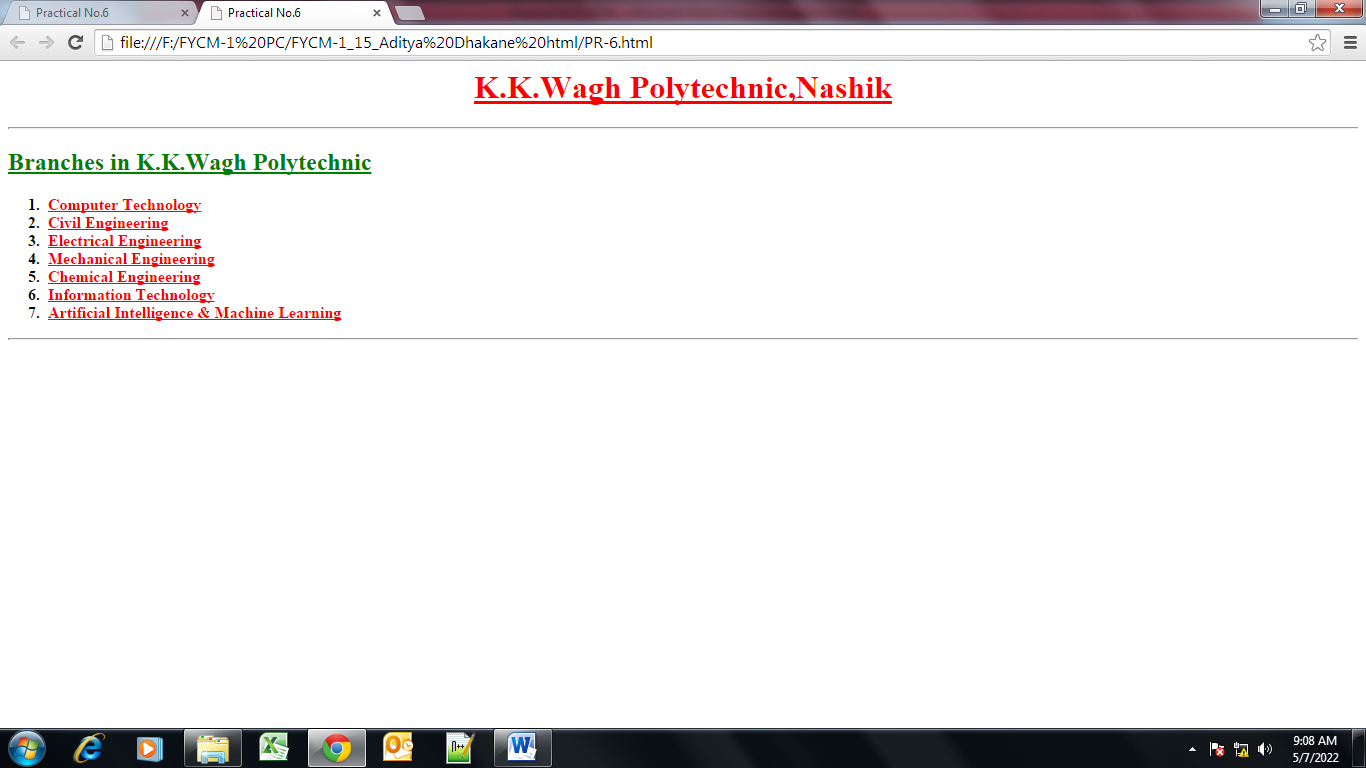 Practical No.6
Practical No.6
file:///F:/FYCM-1%20PC/FYCM-1_15_Aditya%20Dhakane%20html/PR-6.html
K.K.Wagh Polytechnic,Nashik
Branches in K.K.Wagh Polytechnic
1. Computer Technology
2. Civil Engineering
3. Electrical Engineering
4. Mechanical Engineering
5. Chemical Engineering
6. Information Technology
7. Artificial Intelligence & Machine Learning
9:08 AM
5/7/2022